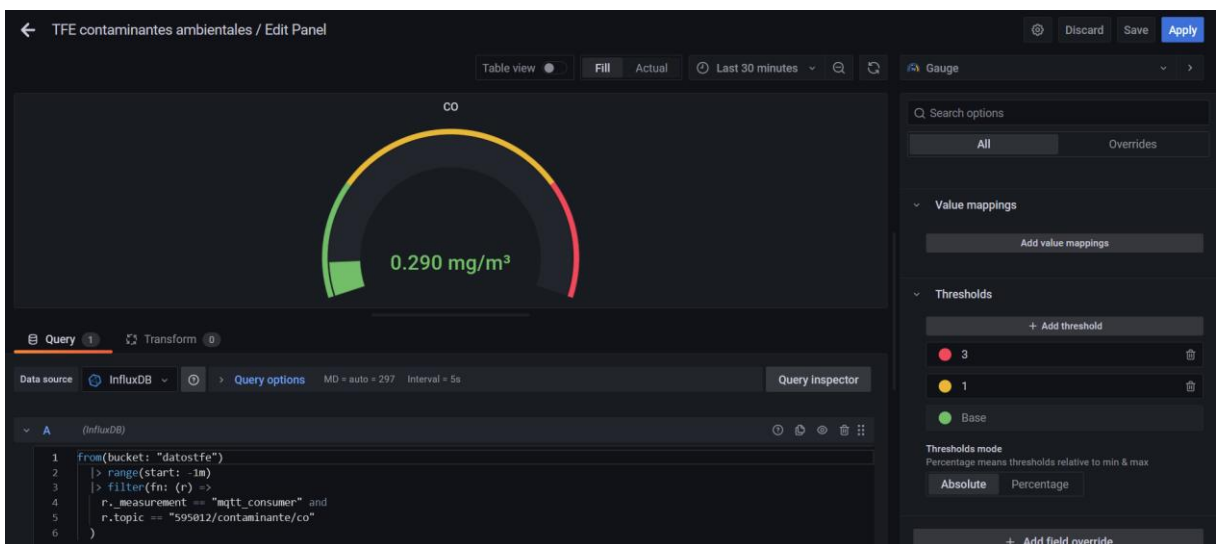 TFE contaminantes ambientales / Edit Panel
Discard Save Apply
Table view Fill Actual Last 30 minutes
Gauge
CO
0.290 mg/m³
Search options
All Overrides
Value mappings
Add value mappings
Thresholds
+ Add threshold
3
1
Base
Thresholds mode
Percentage means thresholds relative to min & max
Absolute Percentage
+ Add field override
Query 1 Transform 0
Data source InfluxDB > Query options MD = auto = 297 Interval = 5s Query inspector
A (InfluxDB)
1 from(bucket: "datostfe")
2 |> range(start: -1m)
3 |> filter(fn: (r) =>
4 r._measurement == "mqtt_consumer" and
5 r.topic == "595012/contaminante/co"
6 )